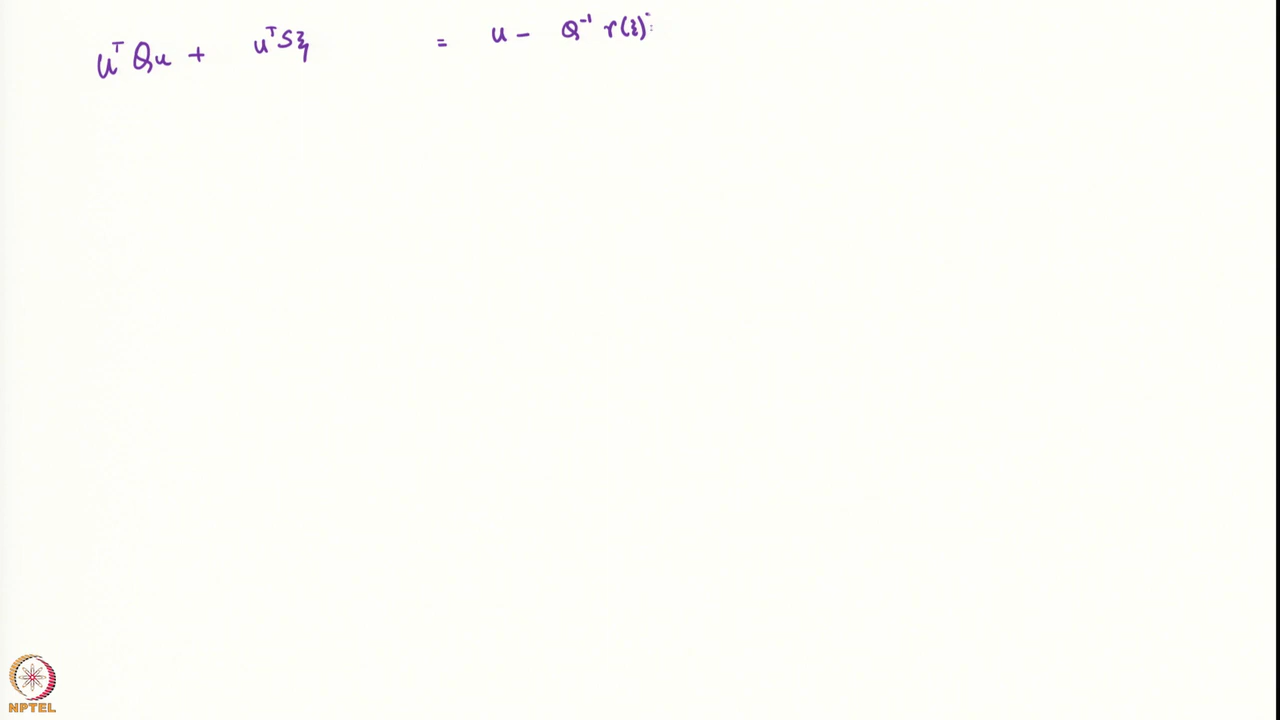 uᵀQu + uᵀSξ = u - Q⁻¹ r(ξ)
NPTEL